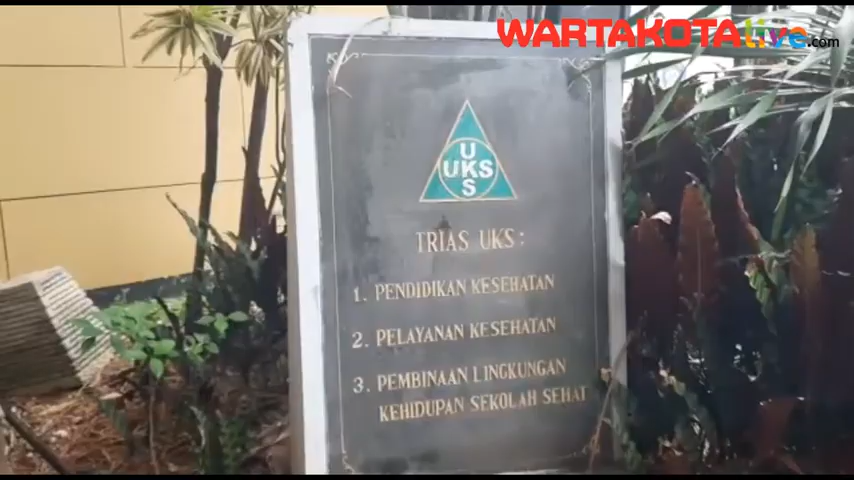 WARTAKOTAlive.com
U
UKS
S
TRIAS UKS :
1. PENDIDIKAN KESEHATAN
2. PELAYANAN KESEHATAN
3. PEMBINAAN LINGKUNGAN
KEHIDUPAN SEKOLAH SEHAT